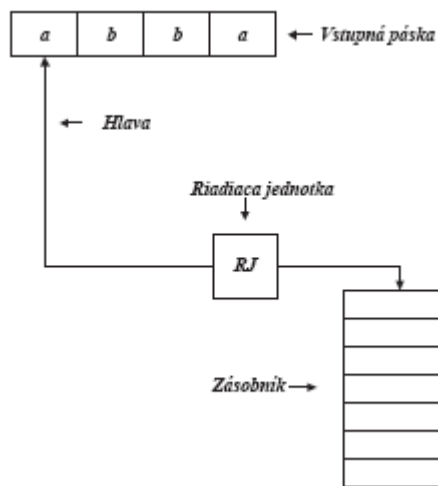 a b b a
Vstupná páska
Hlava
Riadiaca jednotka
RJ
Zásobník